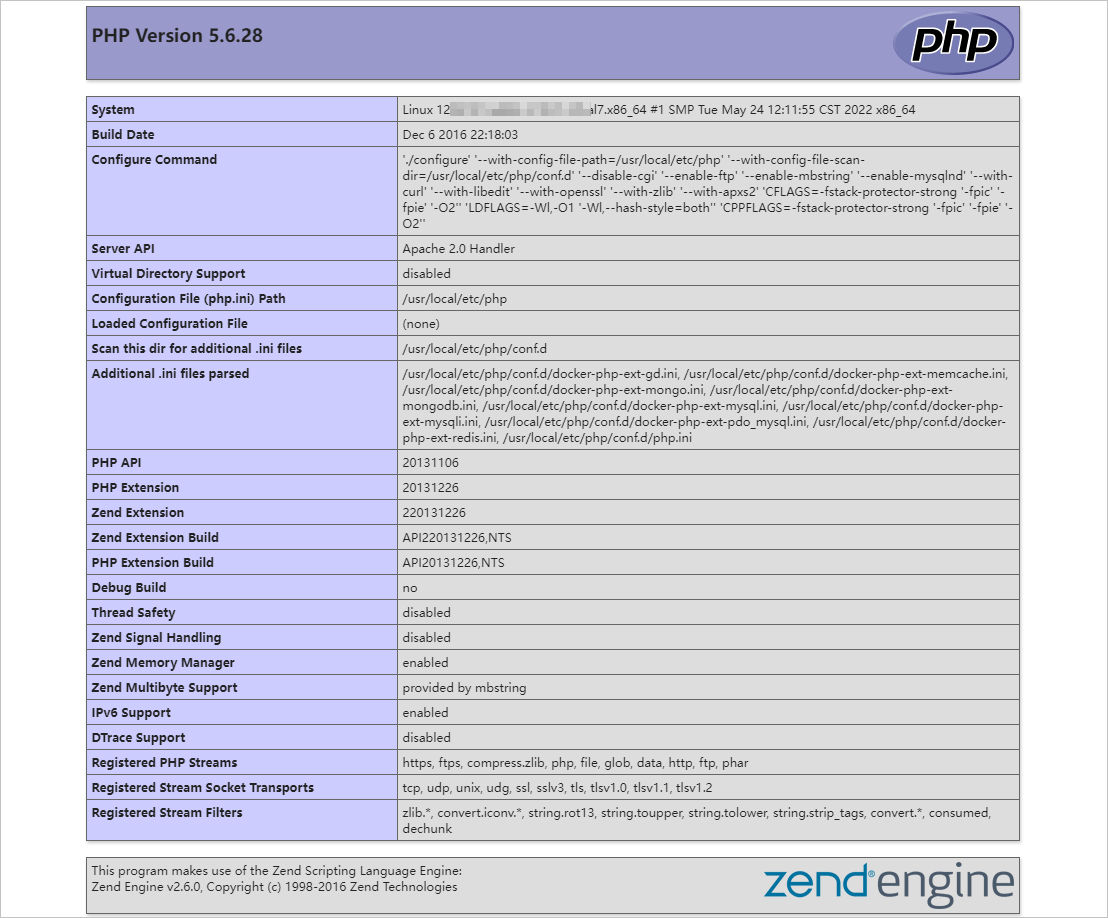 PHP Version 5.6.28
php
System
Linux 12 al7.x86_64 #1 SMP Tue May 24 12:11:55 CST 2022 x86_64
Build Date
Dec 6 2016 22:18:03
Configure Command
'./configure' '--with-config-file-path=/usr/local/etc/php' '--with-config-file-scan-
dir=/usr/local/etc/php/conf.d' '--disable-cgi' '--enable-ftp' '--enable-mbstring' '--enable-mysqlnd' '--with-
curl' '--with-libedit' '--with-openssl' '--with-zlib' '--with-apxs2' 'CFLAGS=-fstack-protector-strong '-fpic' '-
fpie' '-O2'' 'LDFLAGS=-Wl,-O1 '-Wl,--hash-style=both'' 'CPPFLAGS=-fstack-protector-strong '-fpic' '-fpie' '-
O2''
Server API
Apache 2.0 Handler
Virtual Directory Support
disabled
Configuration File (php.ini) Path
/usr/local/etc/php
Loaded Configuration File
(none)
Scan this dir for additional .ini files
/usr/local/etc/php/conf.d
Additional .ini files parsed
/usr/local/etc/php/conf.d/docker-php-ext-gd.ini, /usr/local/etc/php/conf.d/docker-php-ext-memcache.ini,
/usr/local/etc/php/conf.d/docker-php-ext-mongo.ini, /usr/local/etc/php/conf.d/docker-php-ext-
mongodb.ini, /usr/local/etc/php/conf.d/docker-php-ext-mysql.ini, /usr/local/etc/php/conf.d/docker-php-
ext-mysqli.ini, /usr/local/etc/php/conf.d/docker-php-ext-pdo_mysql.ini, /usr/local/etc/php/conf.d/docker-
php-ext-redis.ini, /usr/local/etc/php/conf.d/php.ini
PHP API
20131106
PHP Extension
20131226
Zend Extension
220131226
Zend Extension Build
API220131226,NTS
PHP Extension Build
API20131226,NTS
Debug Build
no
Thread Safety
disabled
Zend Signal Handling
disabled
Zend Memory Manager
enabled
Zend Multibyte Support
provided by mbstring
IPv6 Support
enabled
DTrace Support
disabled
Registered PHP Streams
https, ftps, compress.zlib, php, file, glob, data, http, ftp, phar
Registered Stream Socket Transports
tcp, udp, unix, udg, ssl, sslv3, tls, tlsv1.0, tlsv1.1, tlsv1.2
Registered Stream Filters
zlib.*, convert.iconv.*, string.rot13, string.toupper, string.tolower, string.strip_tags, convert.*, consumed,
dechunk
This program makes use of the Zend Scripting Language Engine:
Zend Engine v2.6.0, Copyright (c) 1998-2016 Zend Technologies
zend® engine